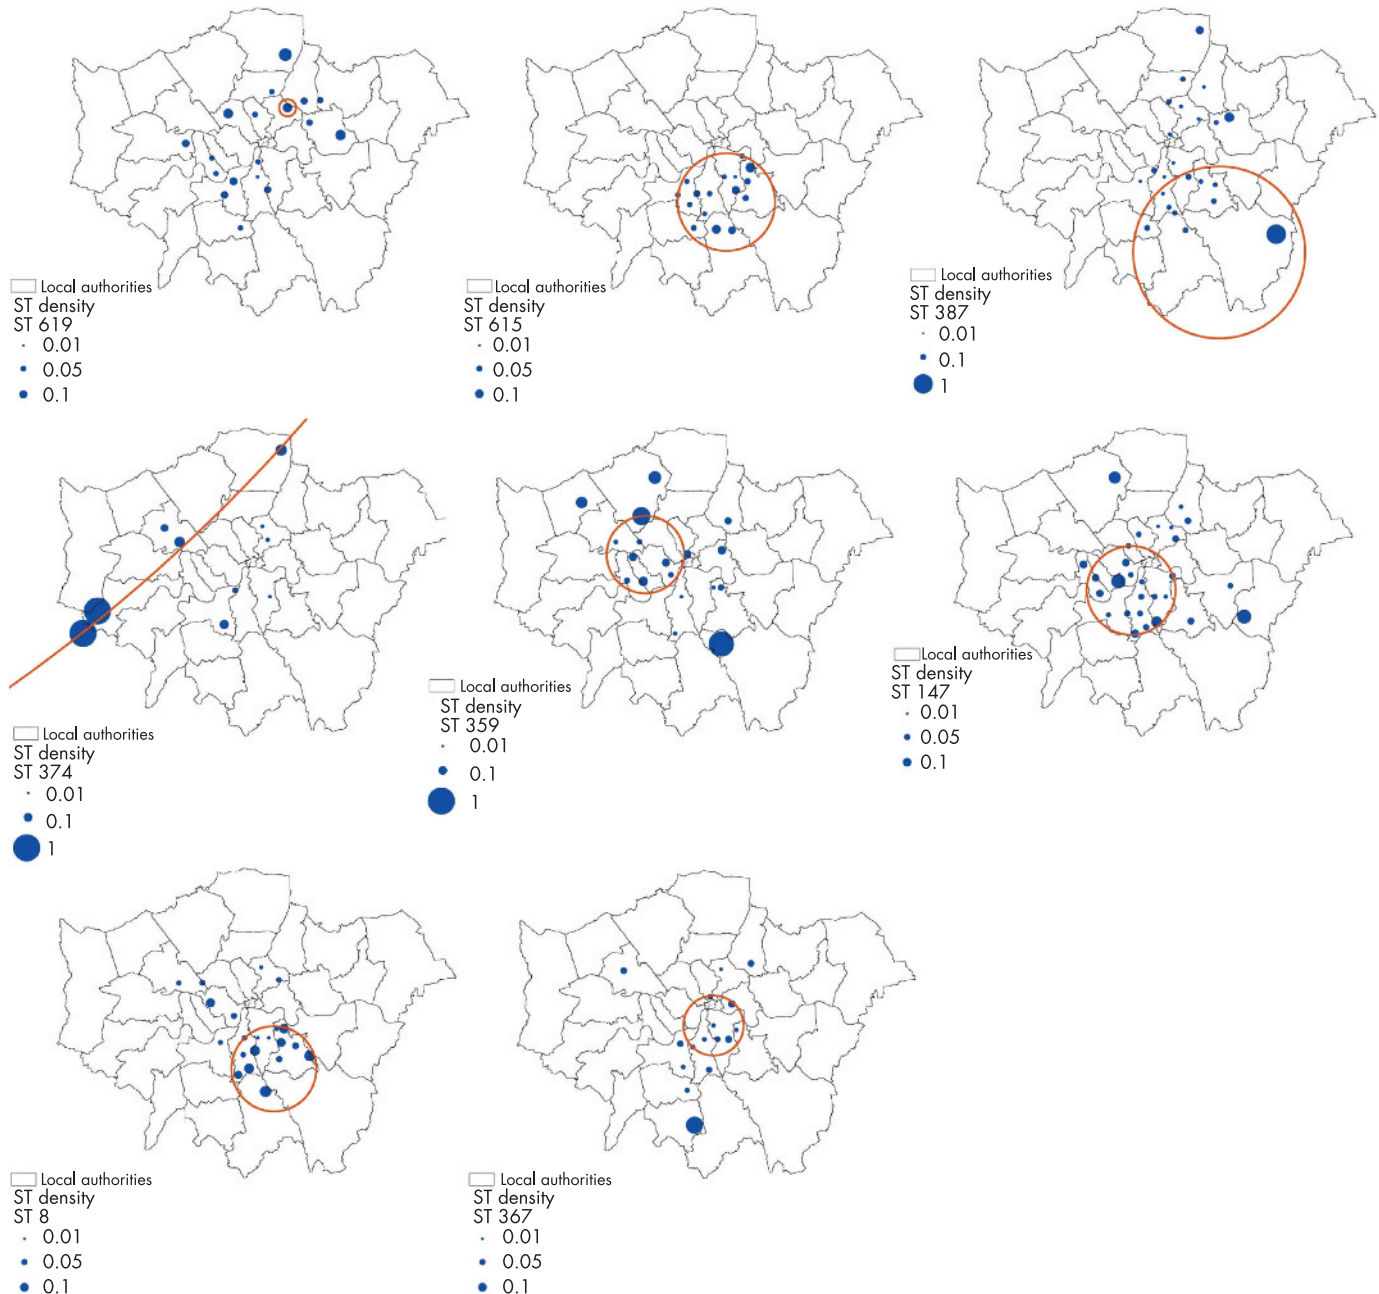 Local authorities
ST density
ST 619
0.01
0.05
0.1
Local authorities
ST density
ST 615
0.01
0.05
0.1
Local authorities
ST density
ST 387
0.01
0.1
1
Local authorities
ST density
ST 374
0.01
0.1
1
Local authorities
ST density
ST 359
0.01
0.1
1
Local authorities
ST density
ST 147
0.01
0.05
0.1
Local authorities
ST density
ST 8
0.01
0.05
0.1
Local authorities
ST density
ST 367
0.01
0.05
0.1